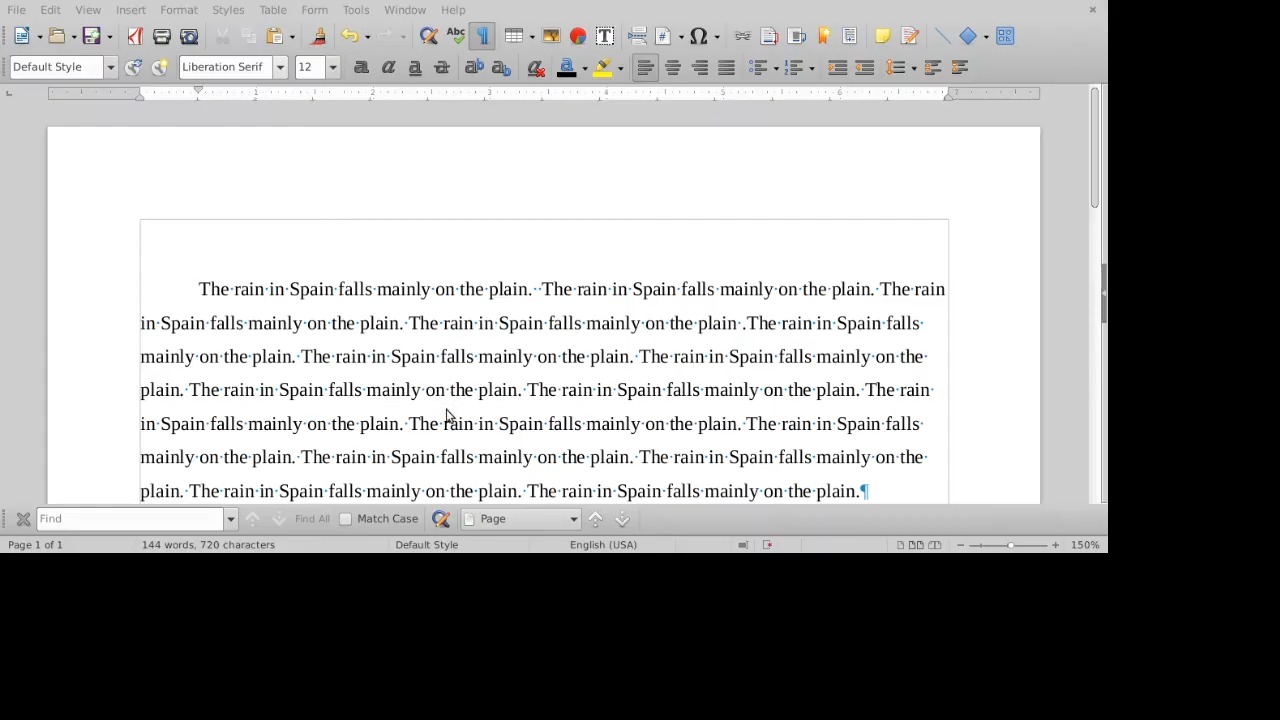 File Edit View Insert Format Styles Table Form Tools Window Help
Default Style Liberation Serif 12
1 2 3 4 5 6 7
The rain in Spain falls mainly on the plain.  The rain in Spain falls mainly on the plain. The rain
in Spain falls mainly on the plain. The rain in Spain falls mainly on the plain .The rain in Spain falls
mainly on the plain. The rain in Spain falls mainly on the plain. The rain in Spain falls mainly on the
plain. The rain in Spain falls mainly on the plain. The rain in Spain falls mainly on the plain. The rain
in Spain falls mainly on the plain. The rain in Spain falls mainly on the plain. The rain in Spain falls
mainly on the plain. The rain in Spain falls mainly on the plain. The rain in Spain falls mainly on the
plain. The rain in Spain falls mainly on the plain. The rain in Spain falls mainly on the plain.¶
Find Find All Match Case Page
Page 1 of 1 144 words, 720 characters Default Style English (USA) 150%